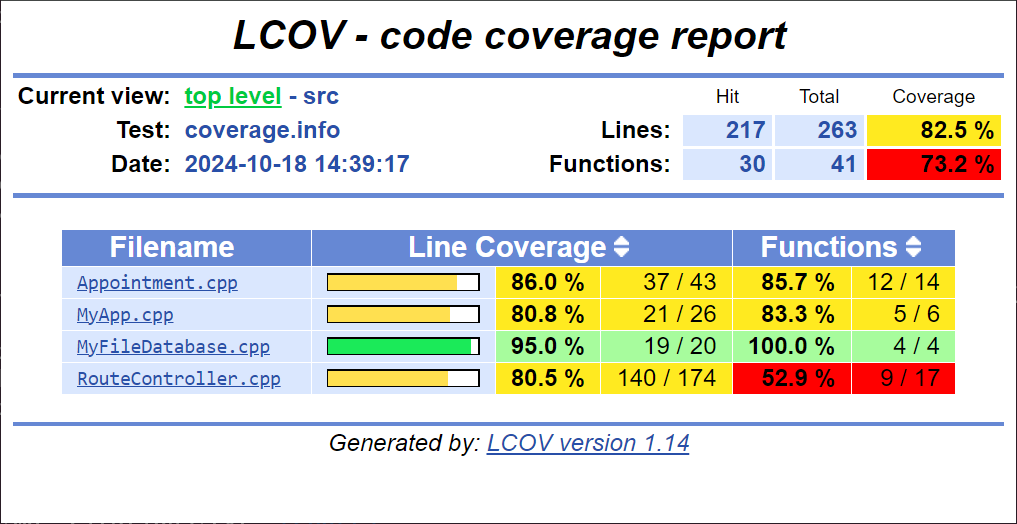 LCOV - code coverage report
Current view: top level - src
Hit Total Coverage
Test: coverage.info
Lines: 217 263 82.5 %
Date: 2024-10-18 14:39:17
Functions: 30 41 73.2 %
Filename Line Coverage Functions
Appointment.cpp 86.0 % 37 / 43 85.7 % 12 / 14
MyApp.cpp 80.8 % 21 / 26 83.3 % 5 / 6
MyFileDatabase.cpp 95.0 % 19 / 20 100.0 % 4 / 4
RouteController.cpp 80.5 % 140 / 174 52.9 % 9 / 17
Generated by: LCOV version 1.14